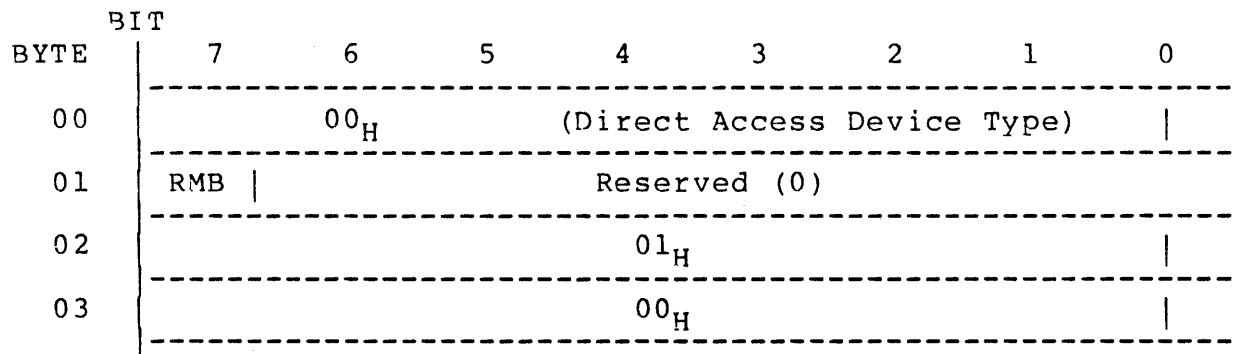 BIT
BYTE 7 6 5 4 3 2 1 0
00 00H (Direct Access Device Type)
01 RMB Reserved (0)
02 01H
03 00H